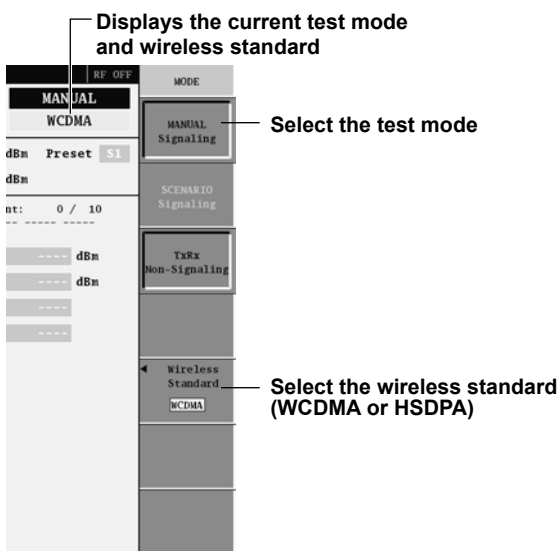 Displays the current test mode
and wireless standard
RF OFF
MANUAL
WCDMA
dBm Preset S1
dBm
nt: 0 / 10
-- ----- -----
---- dBm
---- dBm
----
----
MODE
MANUAL
Signaling
SCENARIO
Signaling
TxRx
Non-Signaling
Wireless
Standard
WCDMA
Select the test mode
Select the wireless standard
(WCDMA or HSDPA)